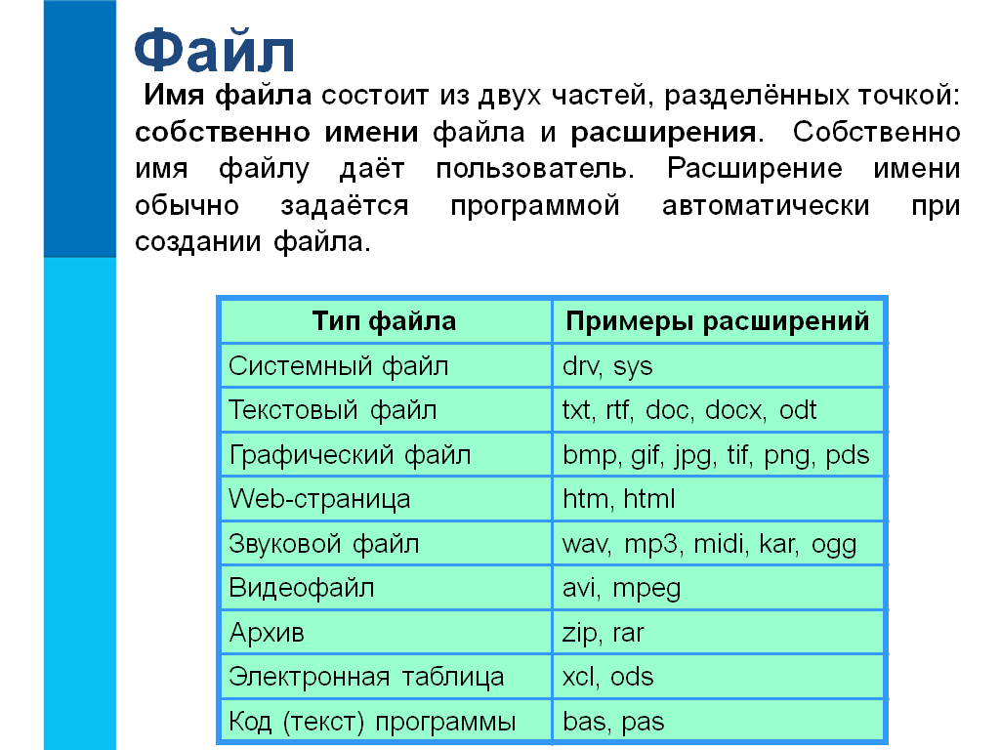 Файл
Имя файла состоит из двух частей, разделённых точкой:
собственно имени файла и расширения. Собственно
имя файлу даёт пользователь. Расширение имени
обычно задаётся программой автоматически при
создании файла.
Тип файла Примеры расширений
Системный файл drv, sys
Текстовый файл txt, rtf, doc, docx, odt
Графический файл bmp, gif, jpg, tif, png, pds
Web-страница htm, html
Звуковой файл wav, mp3, midi, kar, ogg
Видеофайл avi, mpeg
Архив zip, rar
Электронная таблица xcl, ods
Код (текст) программы bas, pas